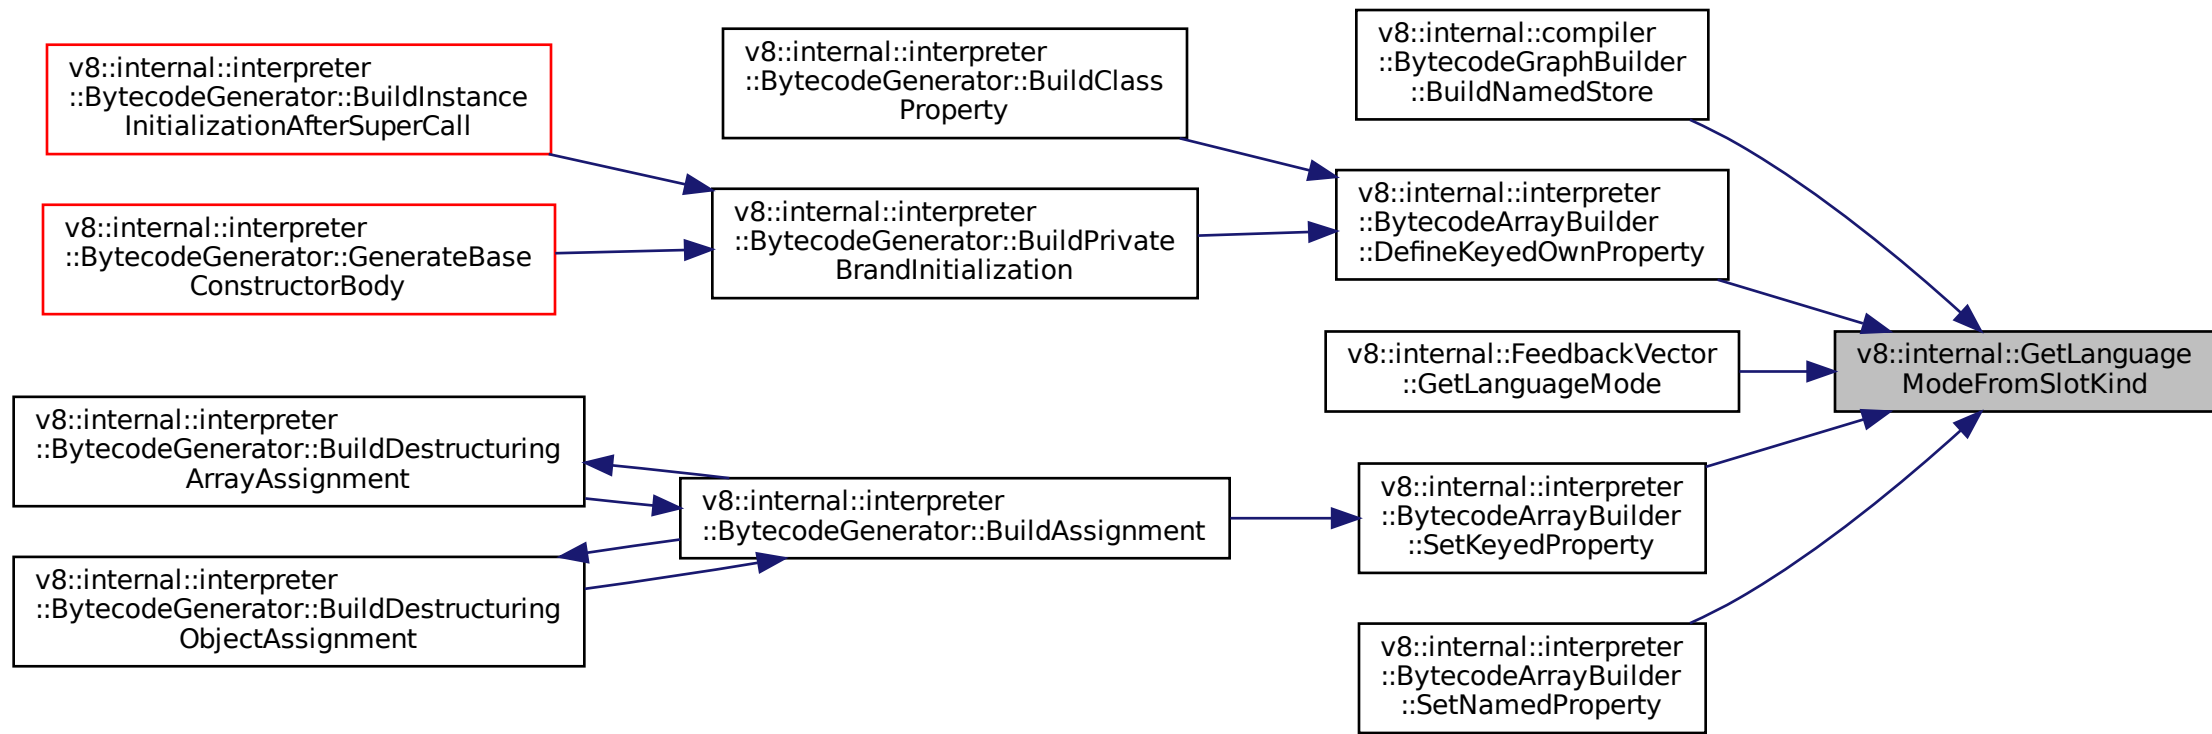 v8::internal::interpreter
::BytecodeGenerator::BuildInstance
InitializationAfterSuperCall
v8::internal::interpreter
::BytecodeGenerator::GenerateBase
ConstructorBody
v8::internal::interpreter
::BytecodeGenerator::BuildDestructuring
ArrayAssignment
v8::internal::interpreter
::BytecodeGenerator::BuildDestructuring
ObjectAssignment
v8::internal::interpreter
::BytecodeGenerator::BuildClass
Property
v8::internal::interpreter
::BytecodeGenerator::BuildPrivate
BrandInitialization
v8::internal::interpreter
::BytecodeGenerator::BuildAssignment
v8::internal::compiler
::BytecodeGraphBuilder
::BuildNamedStore
v8::internal::interpreter
::BytecodeArrayBuilder
::DefineKeyedOwnProperty
v8::internal::FeedbackVector
::GetLanguageMode
v8::internal::interpreter
::BytecodeArrayBuilder
::SetKeyedProperty
v8::internal::interpreter
::BytecodeArrayBuilder
::SetNamedProperty
v8::internal::GetLanguage
ModeFromSlotKind